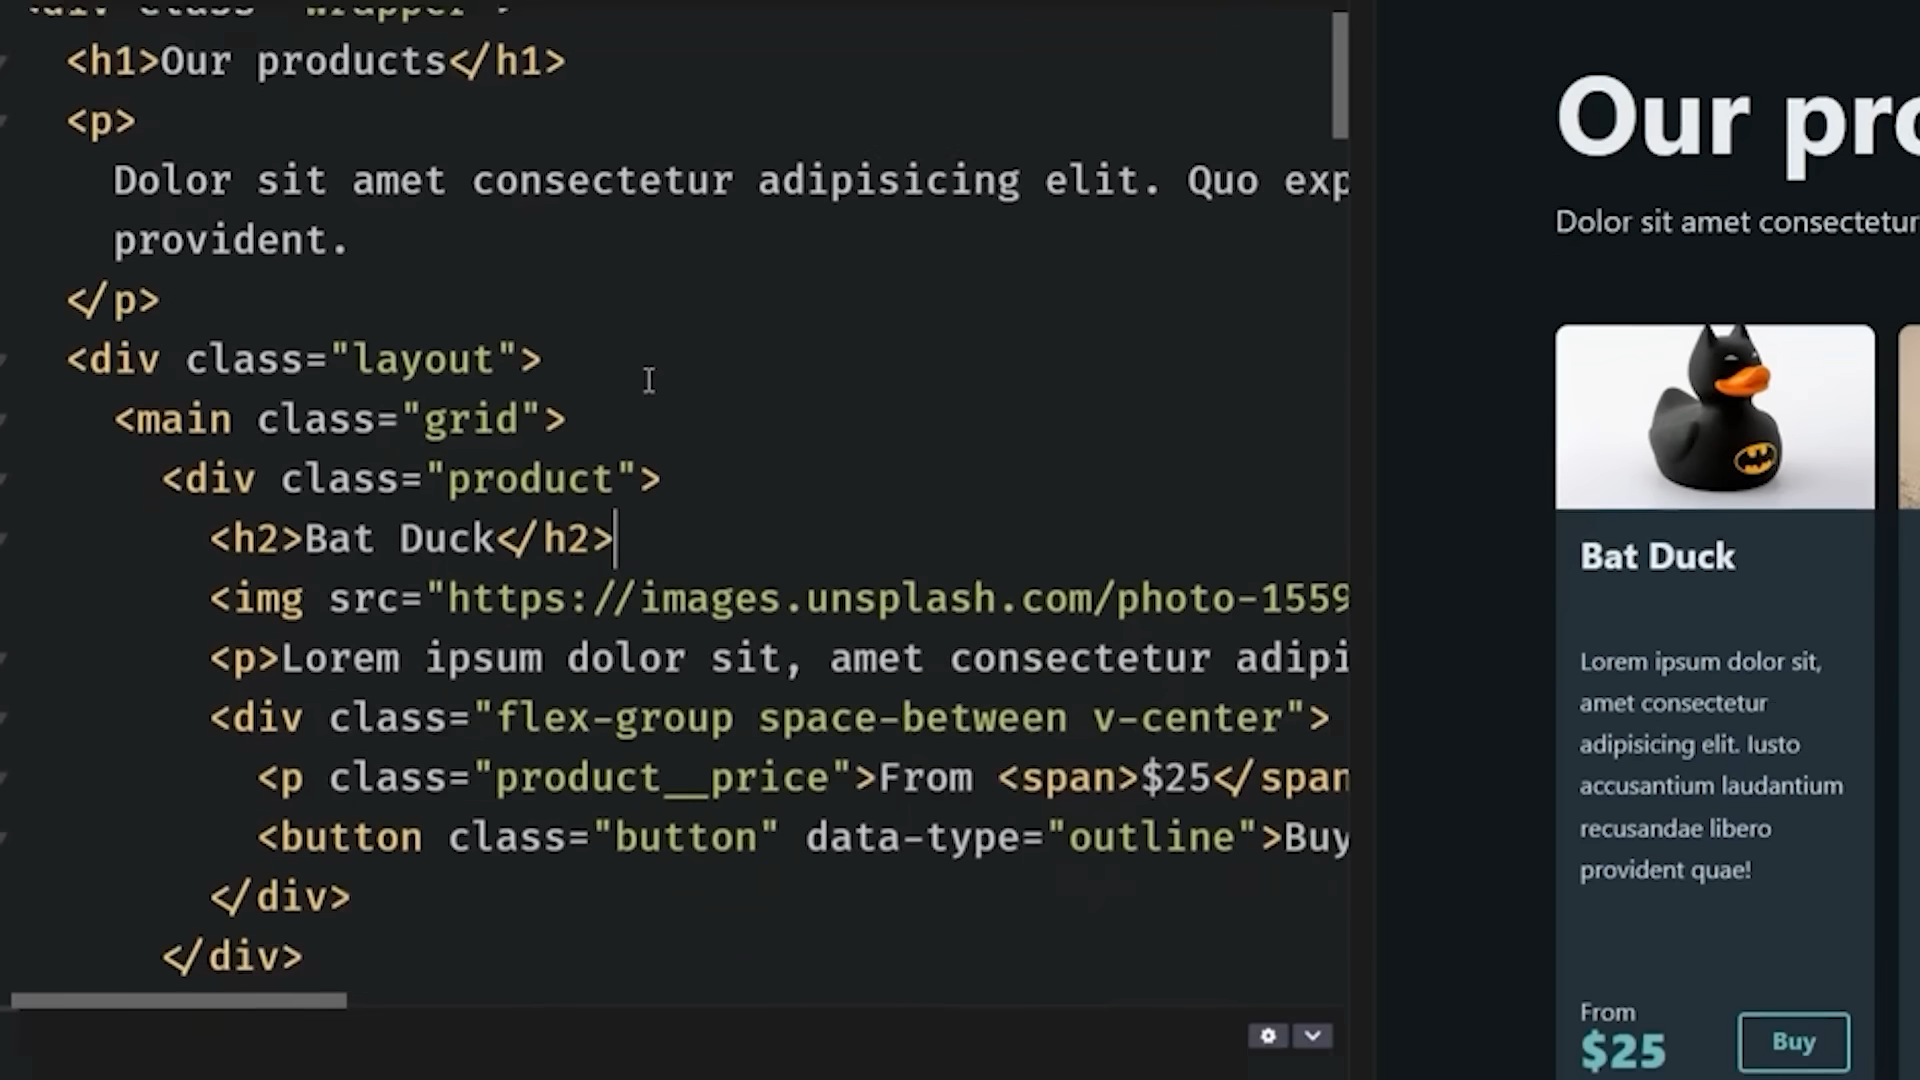 <div class="wrapper">
<h1>Our products</h1>
<p>
Dolor sit amet consectetur adipisicing elit. Quo exp
provident.
</p>
<div class="layout">
<main class="grid">
<div class="product">
<h2>Bat Duck</h2>
<img src="https://images.unsplash.com/photo-1559
<p>Lorem ipsum dolor sit, amet consectetur adipi
<div class="flex-group space-between v-center">
<p class="product__price">From <span>$25</span
<button class="button" data-type="outline">Buy
</div>
</div>
Our pro
Dolor sit amet consectetur
Bat Duck
Lorem ipsum dolor sit,
amet consectetur
adipisicing elit. Iusto
accusantium laudantium
recusandae libero
provident quae!
From
$25
Buy